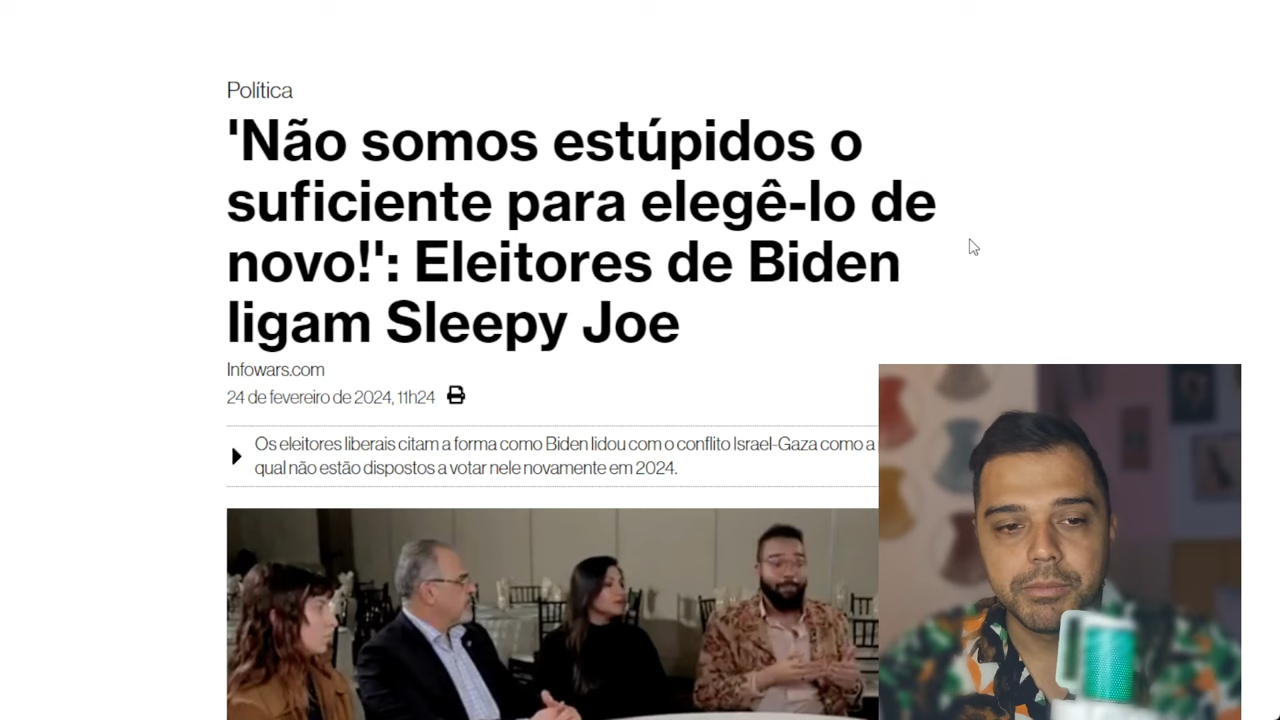 Política
'Não somos estúpidos o
suficiente para elegê-lo de
novo!': Eleitores de Biden
ligam Sleepy Joe
Infowars.com
24 de fevereiro de 2024, 11h24
Os eleitores liberais citam a forma como Biden lidou com o conflito Israel-Gaza como a
qual não estão dispostos a votar nele novamente em 2024.